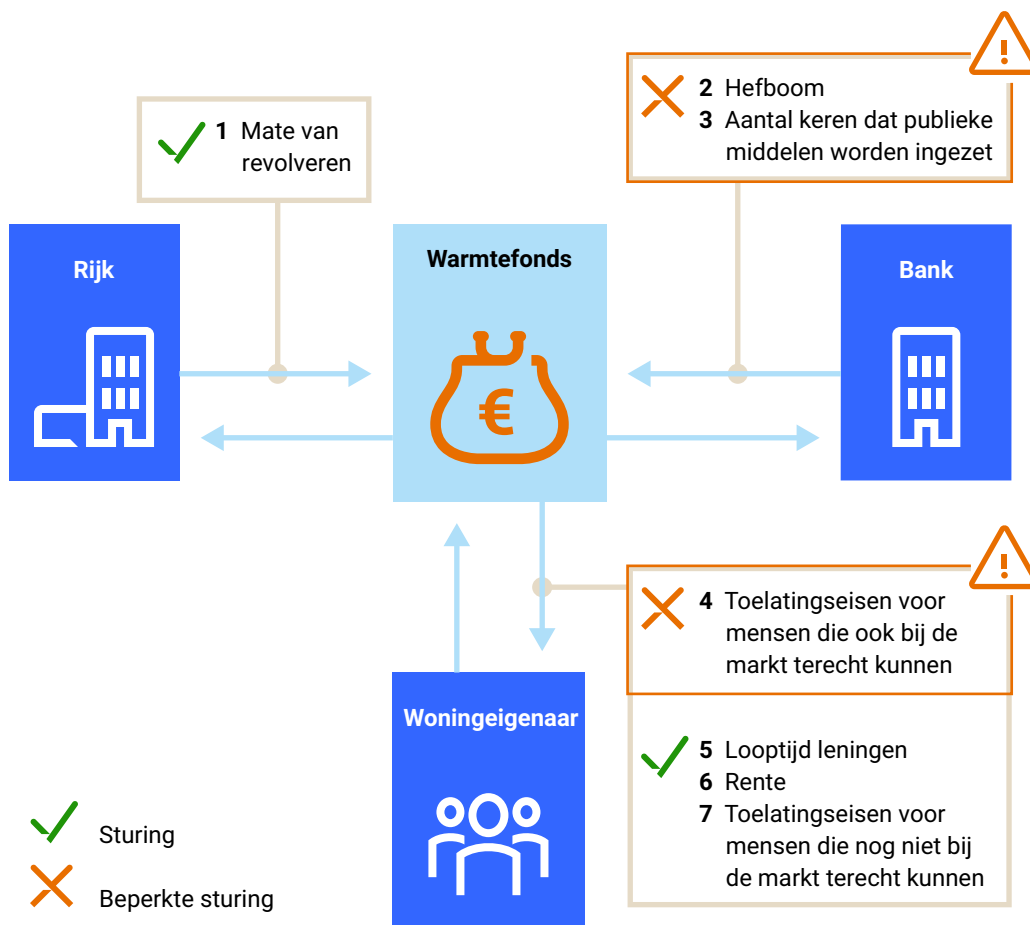 1 Mate van
revolveren
2 Hefboom
3 Aantal keren dat publieke
middelen worden ingezet
Rijk
Warmtefonds
€
Bank
4 Toelatingseisen voor
mensen die ook bij de
markt terecht kunnen
Woningeigenaar
5 Looptijd leningen
6 Rente
7 Toelatingseisen voor
mensen die nog niet bij
de markt terecht kunnen
Sturing
Beperkte sturing